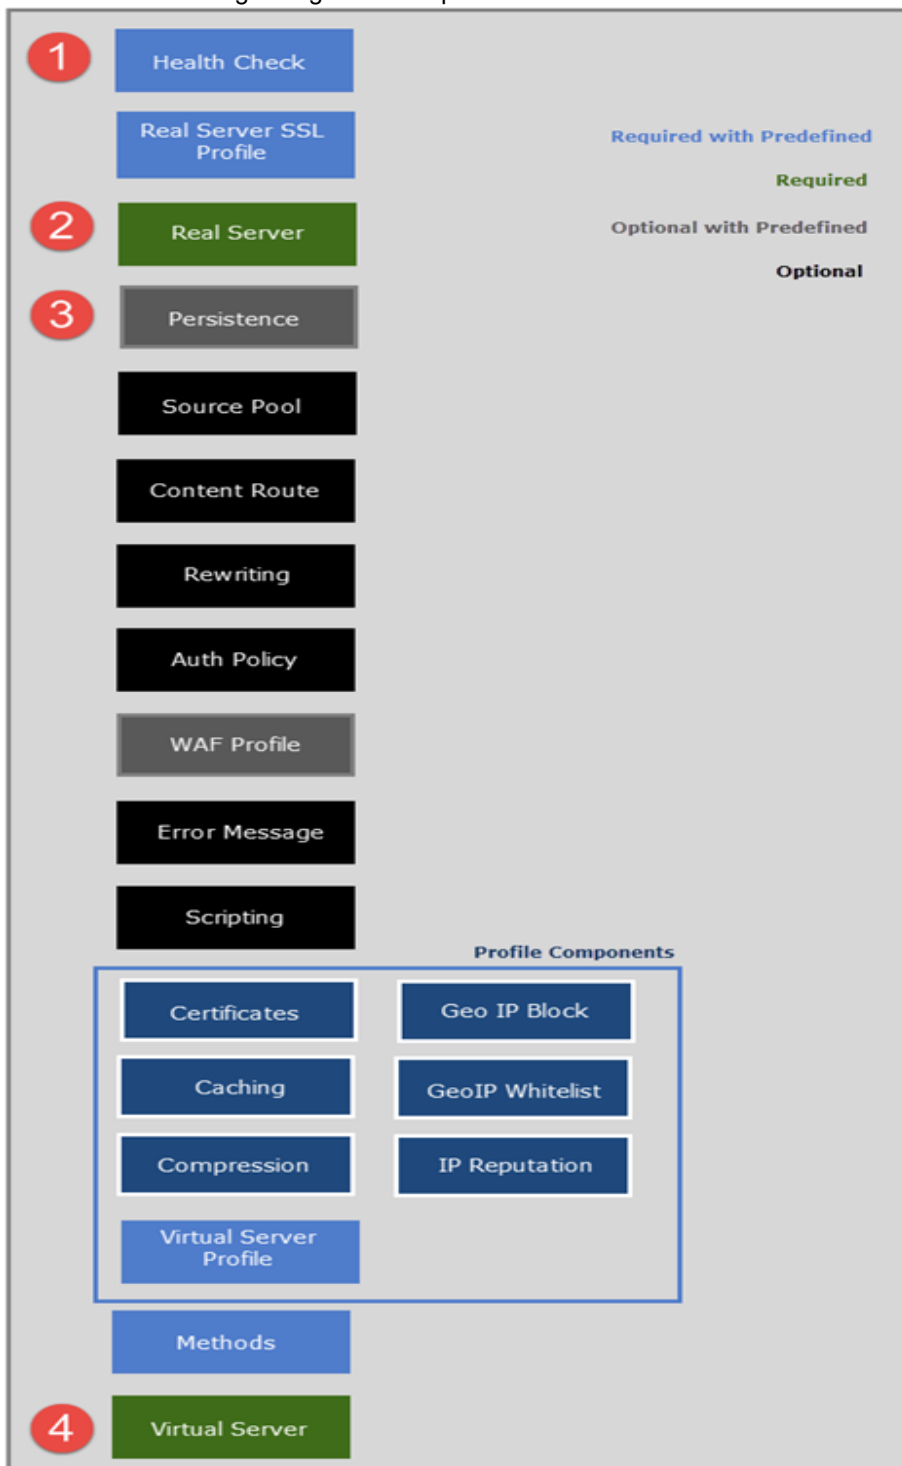 1
Health Check
Real Server SSL
Profile
Required with Predefined
Required
2
Real Server
Optional with Predefined
Optional
3
Persistence
Source Pool
Content Route
Rewriting
Auth Policy
WAF Profile
Error Message
Scripting
Profile Components
Certificates
Geo IP Block
Caching
GeoIP Whitelist
Compression
IP Reputation
Virtual Server
Profile
Methods
4
Virtual Server